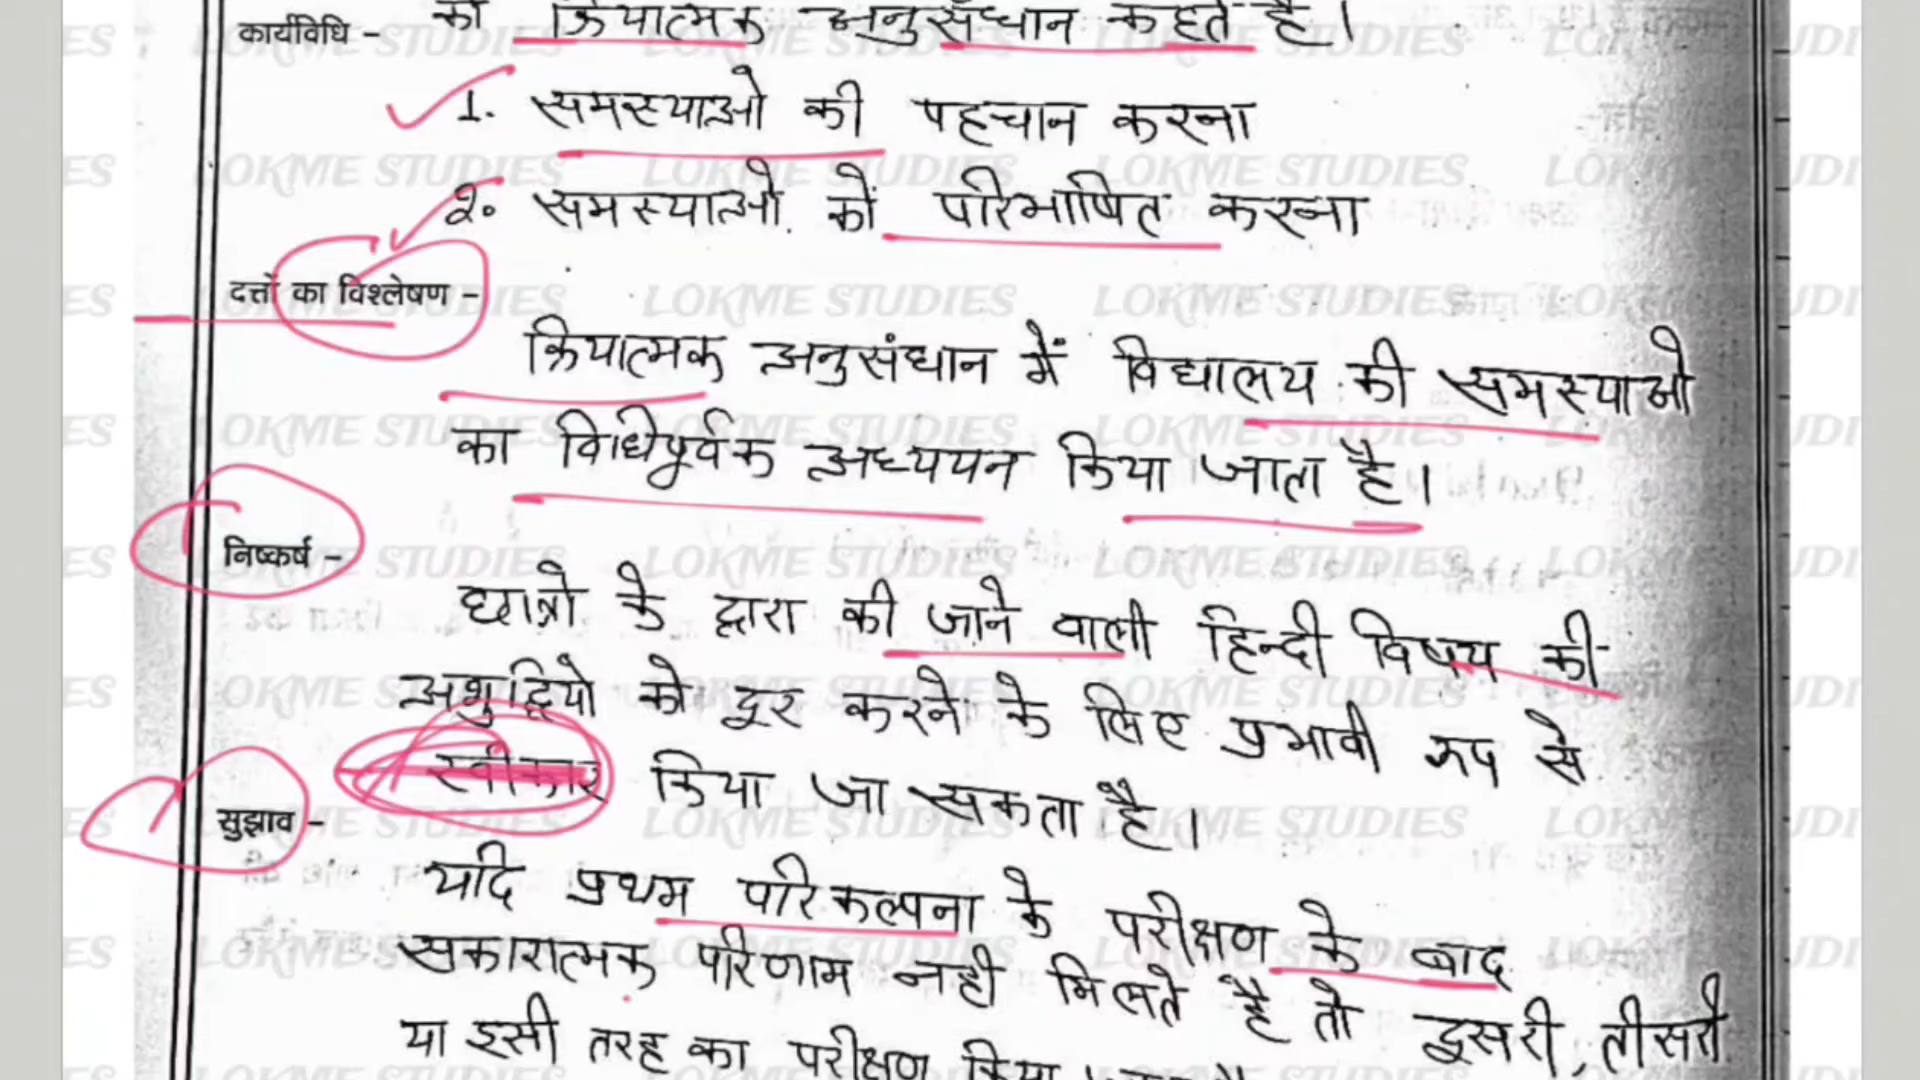 कार्यविधि – को क्रियात्मक अनुसंधान कहते है।
1. समस्याओ की पहचान करना
2. समस्याओ को परिभाषित करना
दत्तों का विश्लेषण –
क्रियात्मक अनुसंधान में विद्यालय की समस्याओ
का विधिपूर्वक अध्ययन किया जाता है।
निष्कर्ष –
छात्रो के द्वारा की जाने वाली हिन्दी विषय की
अशुद्धियो को दूर करने के लिए प्रभावी रूप से
स्वीकार किया जा सकता है।
सुझाव –
यदि प्रथम परिकल्पना के परीक्षण के बाद
सकारात्मक परिणाम नही मिलते है तो दूसरी, तीसरी
या इसी तरह का परीक्षण किया
LOKME STUDIES